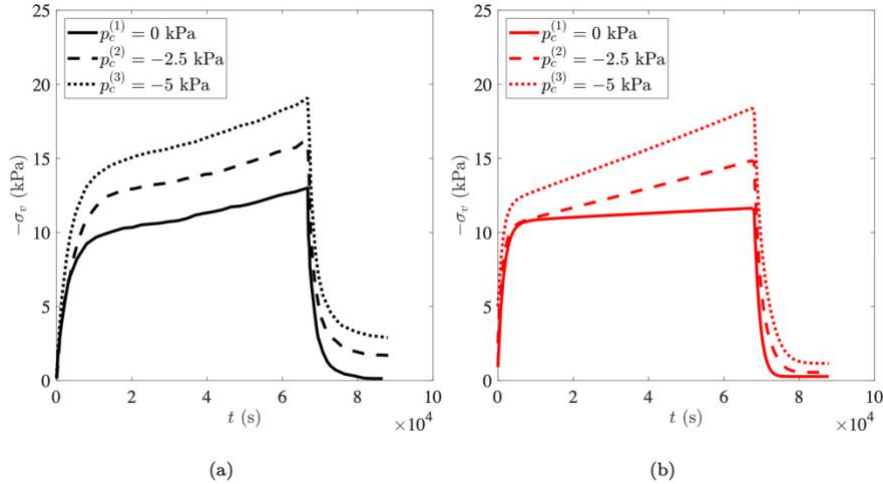 25
20
15
10
5
0
−σ_v (kPa)
p_c^(1) = 0 kPa
p_c^(2) = −2.5 kPa
p_c^(3) = −5 kPa
0 2 4 6 8 10
t (s)
×10^4
(a)
25
20
15
10
5
0
−σ_v (kPa)
p_c^(1) = 0 kPa
p_c^(2) = −2.5 kPa
p_c^(3) = −5 kPa
0 2 4 6 8 10
t (s)
×10^4
(b)